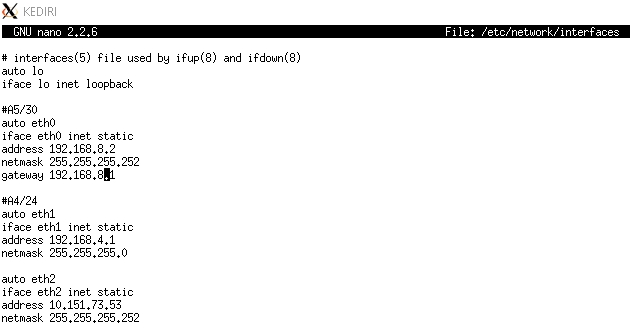 KEDIRI
GNU nano 2.2.6 File: /etc/network/interfaces
# interfaces(5) file used by ifup(8) and ifdown(8)
auto lo
iface lo inet loopback
#A5/30
auto eth0
iface eth0 inet static
address 192.168.8.2
netmask 255.255.255.252
gateway 192.168.8.1
#A4/24
auto eth1
iface eth1 inet static
address 192.168.4.1
netmask 255.255.255.0
auto eth2
iface eth2 inet static
address 10.151.73.53
netmask 255.255.255.252